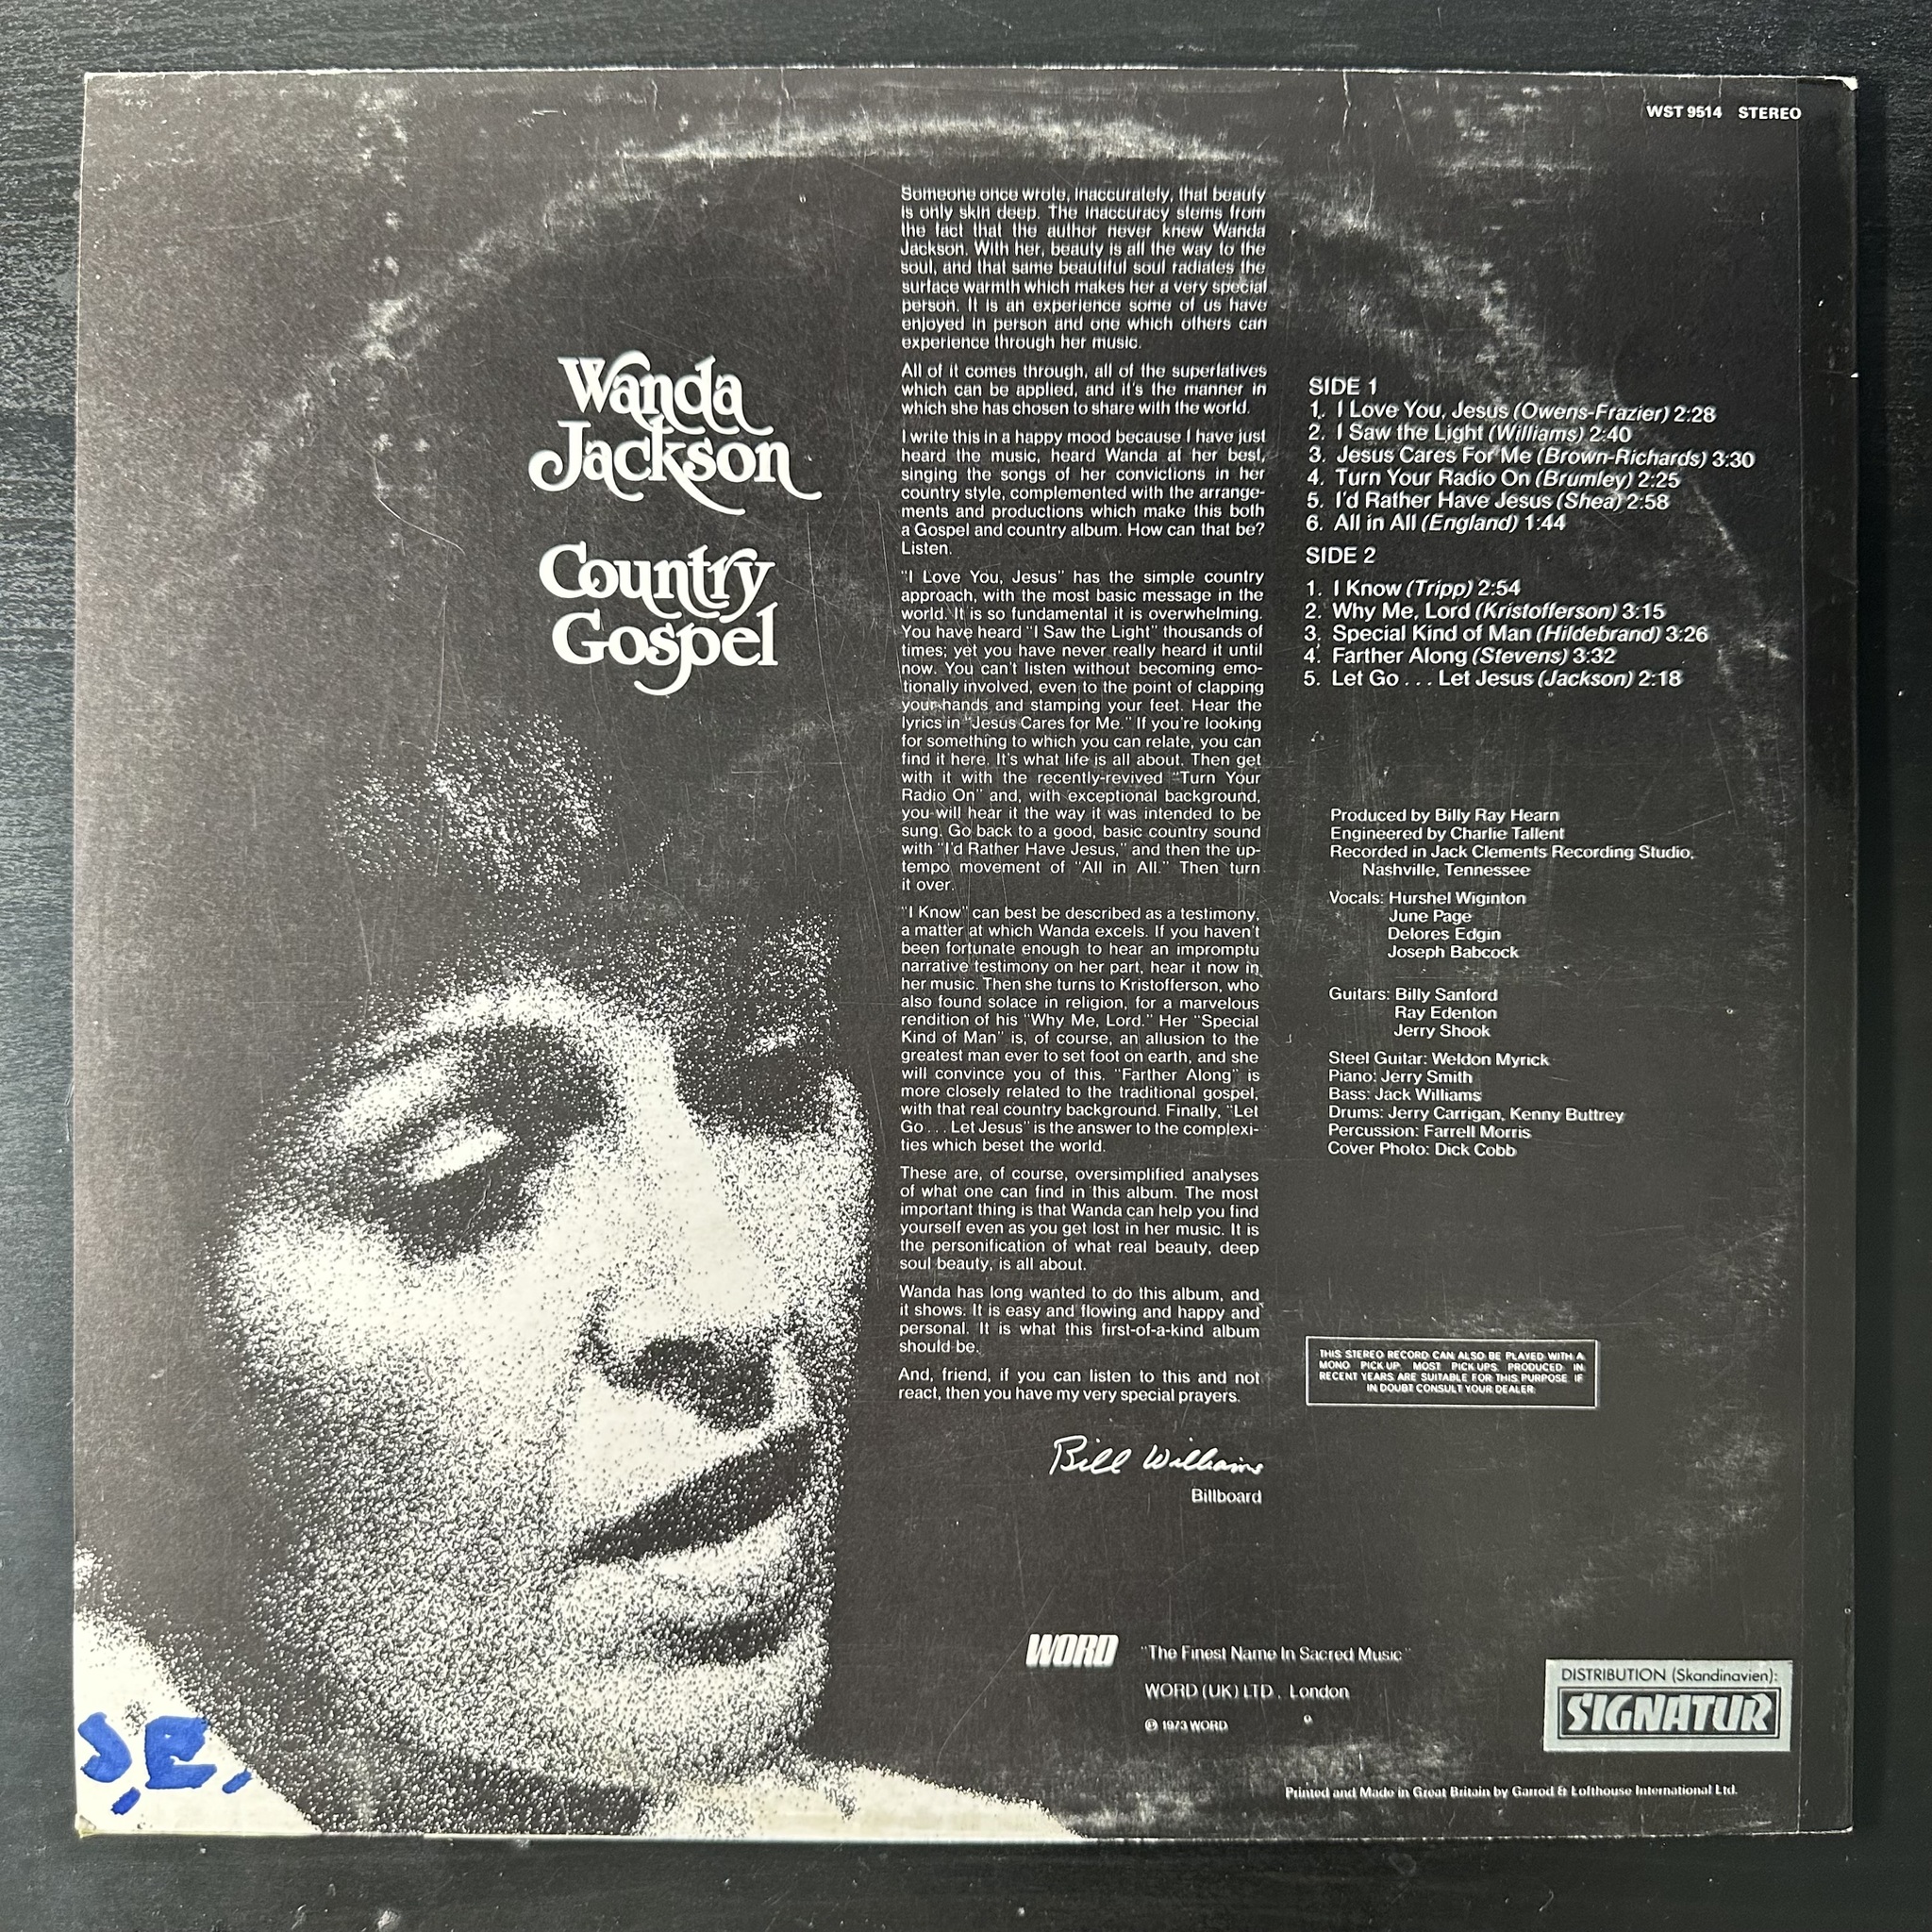 WST 9514 STEREO
Wanda
Jackson
Country
Gospel
Someone once wrote, inaccurately, that beauty
is only skin deep. The inaccuracy stems from
the fact that the author never knew Wanda
Jackson. With her, beauty is all the way to the
soul, and that same beautiful soul radiates the
surface warmth which makes her a very special
person. It is an experience some of us have
enjoyed in person and one which others can
experience through her music.
All of it comes through, all of the superlatives
which can be applied, and it's the manner in
which she has chosen to share with the world.
I write this in a happy mood because I have just
heard the music, heard Wanda at her best,
singing the songs of her convictions in her
country style, complemented with the arrange-
ments and productions which make this both
a Gospel and country album. How can that be?
Listen.
"I Love You, Jesus" has the simple country
approach, with the most basic message in the
world. It is so fundamental it is overwhelming.
You have heard "I Saw the Light" thousands of
times; yet you have never really heard it until
now. You can't listen without becoming emo-
tionally involved, even to the point of clapping
your hands and stamping your feet. Hear the
lyrics in "Jesus Cares for Me." If you're looking
for something to which you can relate, you can
find it here. It's what life is all about. Then get
with it with the recently-revived "Turn Your
Radio On" and, with exceptional background,
you will hear it the way it was intended to be
sung. Go back to a good, basic country sound
with "I'd Rather Have Jesus," and then the up-
tempo movement of "All in All." Then turn
it over.
"I Know" can best be described as a testimony,
a matter at which Wanda excels. If you haven't
been fortunate enough to hear an impromptu
narrative testimony on her part, hear it now in
her music. Then she turns to Kristofferson, who
also found solace in religion, for a marvelous
rendition of his "Why Me, Lord." Her "Special
Kind of Man" is, of course, an allusion to the
greatest man ever to set foot on earth, and she
will convince you of this. "Farther Along" is
more closely related to the traditional gospel,
with that real country background. Finally, "Let
Go . . . Let Jesus" is the answer to the complexi-
ties which beset the world.
These are, of course, oversimplified analyses
of what one can find in this album. The most
important thing is that Wanda can help you find
yourself even as you get lost in her music. It is
the personification of what real beauty, deep
soul beauty, is all about.
Wanda has long wanted to do this album, and
it shows. It is easy and flowing and happy and
personal. It is what this first-of-a-kind album
should be.
And, friend, if you can listen to this and not
react, then you have my very special prayers.
Bill Williams
Billboard
SIDE 1
1. I Love You, Jesus (Owens-Frazier) 2:28
2. I Saw the Light (Williams) 2:40
3. Jesus Cares For Me (Brown-Richards) 3:30
4. Turn Your Radio On (Brumley) 2:25
5. I'd Rather Have Jesus (Shea) 2:58
6. All in All (England) 1:44
SIDE 2
1. I Know (Tripp) 2:54
2. Why Me, Lord (Kristofferson) 3:15
3. Special Kind of Man (Hildebrand) 3:26
4. Farther Along (Stevens) 3:32
5. Let Go . . . Let Jesus (Jackson) 2:18
Produced by Billy Ray Hearn
Engineered by Charlie Tallent
Recorded in Jack Clements Recording Studio,
Nashville, Tennessee
Vocals: Hurshel Wiginton
June Page
Delores Edgin
Joseph Babcock
Guitars: Billy Sanford
Ray Edenton
Jerry Shook
Steel Guitar: Weldon Myrick
Piano: Jerry Smith
Bass: Jack Williams
Drums: Jerry Carrigan, Kenny Buttrey
Percussion: Farrell Morris
Cover Photo: Dick Cobb
THIS STEREO RECORD CAN ALSO BE PLAYED WITH A
MONO PICK UP. MOST PICK UPS PRODUCED IN
RECENT YEARS ARE SUITABLE FOR THIS PURPOSE. IF
IN DOUBT CONSULT YOUR DEALER.
WORD "The Finest Name In Sacred Music"
WORD (UK) LTD., London
℗ 1973 WORD
DISTRIBUTION (Skandinavien):
SIGNATUR
Printed and Made in Great Britain by Garrod & Lofthouse International Ltd.
J.E.